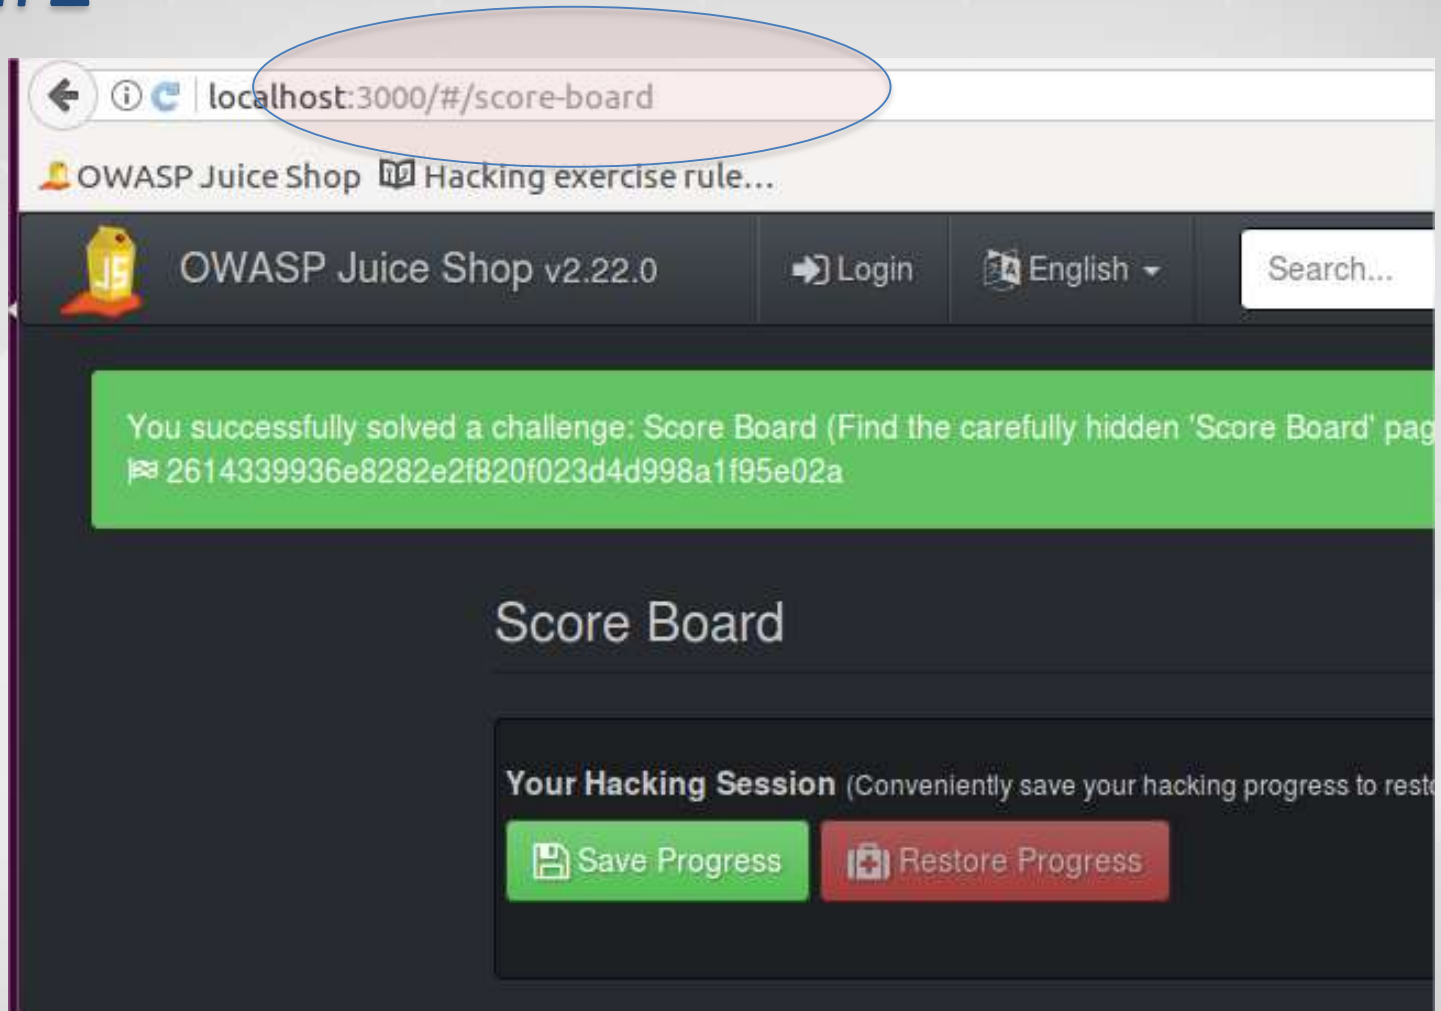 localhost:3000/#/score-board
OWASP Juice Shop Hacking exercise rule...
JS OWASP Juice Shop v2.22.0 Login English Search...
You successfully solved a challenge: Score Board (Find the carefully hidden 'Score Board'
2614339936e8282e2f820f023d4d998a1f95e02a
Score Board
Your Hacking Session (Conveniently save your hacking progress to
Save Progress Restore Progress